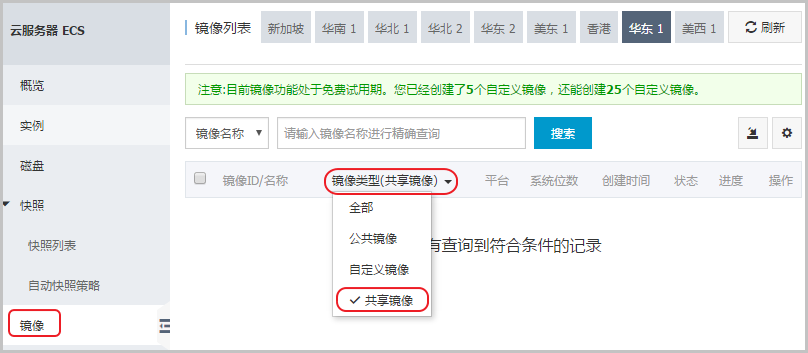 云服务器 ECS
概览
实例
磁盘
快照
快照列表
自动快照策略
镜像
镜像列表 新加坡 华南 1 华北 1 华北 2 华东 2 美东 1 香港 华东 1 美西 1 刷新
注意:目前镜像功能处于免费试用期。您已经创建了5个自定义镜像，还能创建25个自定义镜像。
镜像名称 请输入镜像名称进行精确查询 搜索
镜像ID/名称 镜像类型(共享镜像) 平台 系统位数 创建时间 状态 进度 操作
全部
公共镜像
自定义镜像
共享镜像
有查询到符合条件的记录